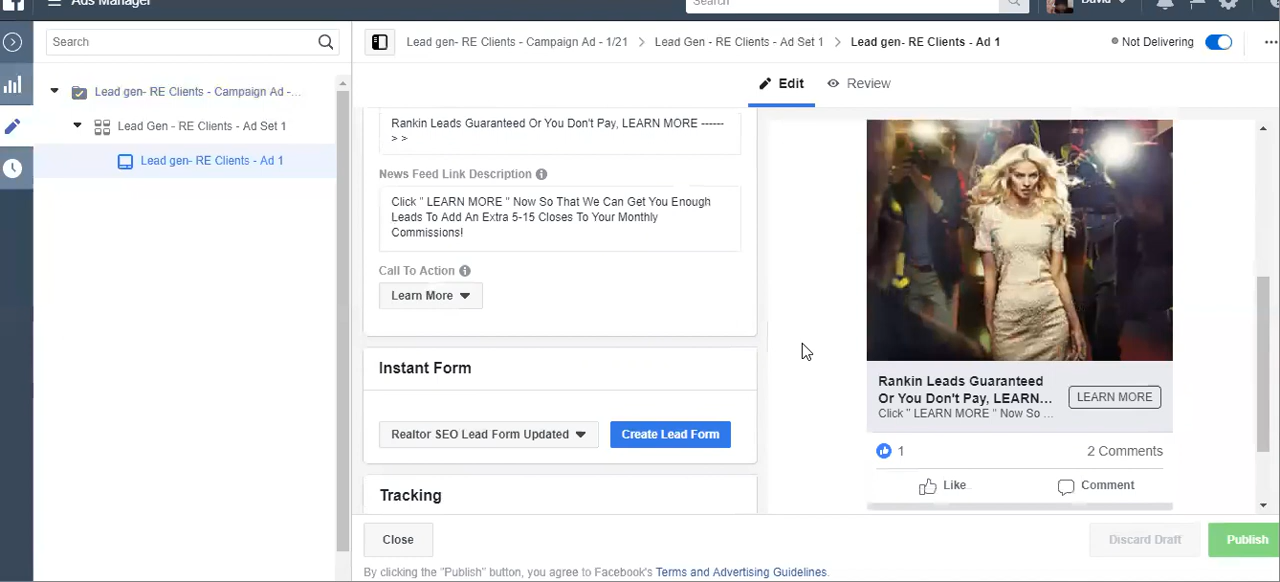 Ads Manager
Search
David
Search
Lead gen- RE Clients - Campaign Ad - 1/21 > Lead Gen - RE Clients - Ad Set 1 > Lead gen- RE Clients - Ad 1
Not Delivering
Edit
Review
Lead gen- RE Clients - Campaign Ad -...
Lead Gen - RE Clients - Ad Set 1
Lead gen- RE Clients - Ad 1
Rankin Leads Guaranteed Or You Don't Pay, LEARN MORE ------
> >
News Feed Link Description
Click " LEARN MORE " Now So That We Can Get You Enough
Leads To Add An Extra 5-15 Closes To Your Monthly
Commissions!
Call To Action
Learn More
Instant Form
Realtor SEO Lead Form Updated
Create Lead Form
Tracking
Rankin Leads Guaranteed
Or You Don't Pay, LEARN...
Click " LEARN MORE " Now So ...
LEARN MORE
1
2 Comments
Like
Comment
Close
Discard Draft
Publish
By clicking the "Publish" button, you agree to Facebook's Terms and Advertising Guidelines.